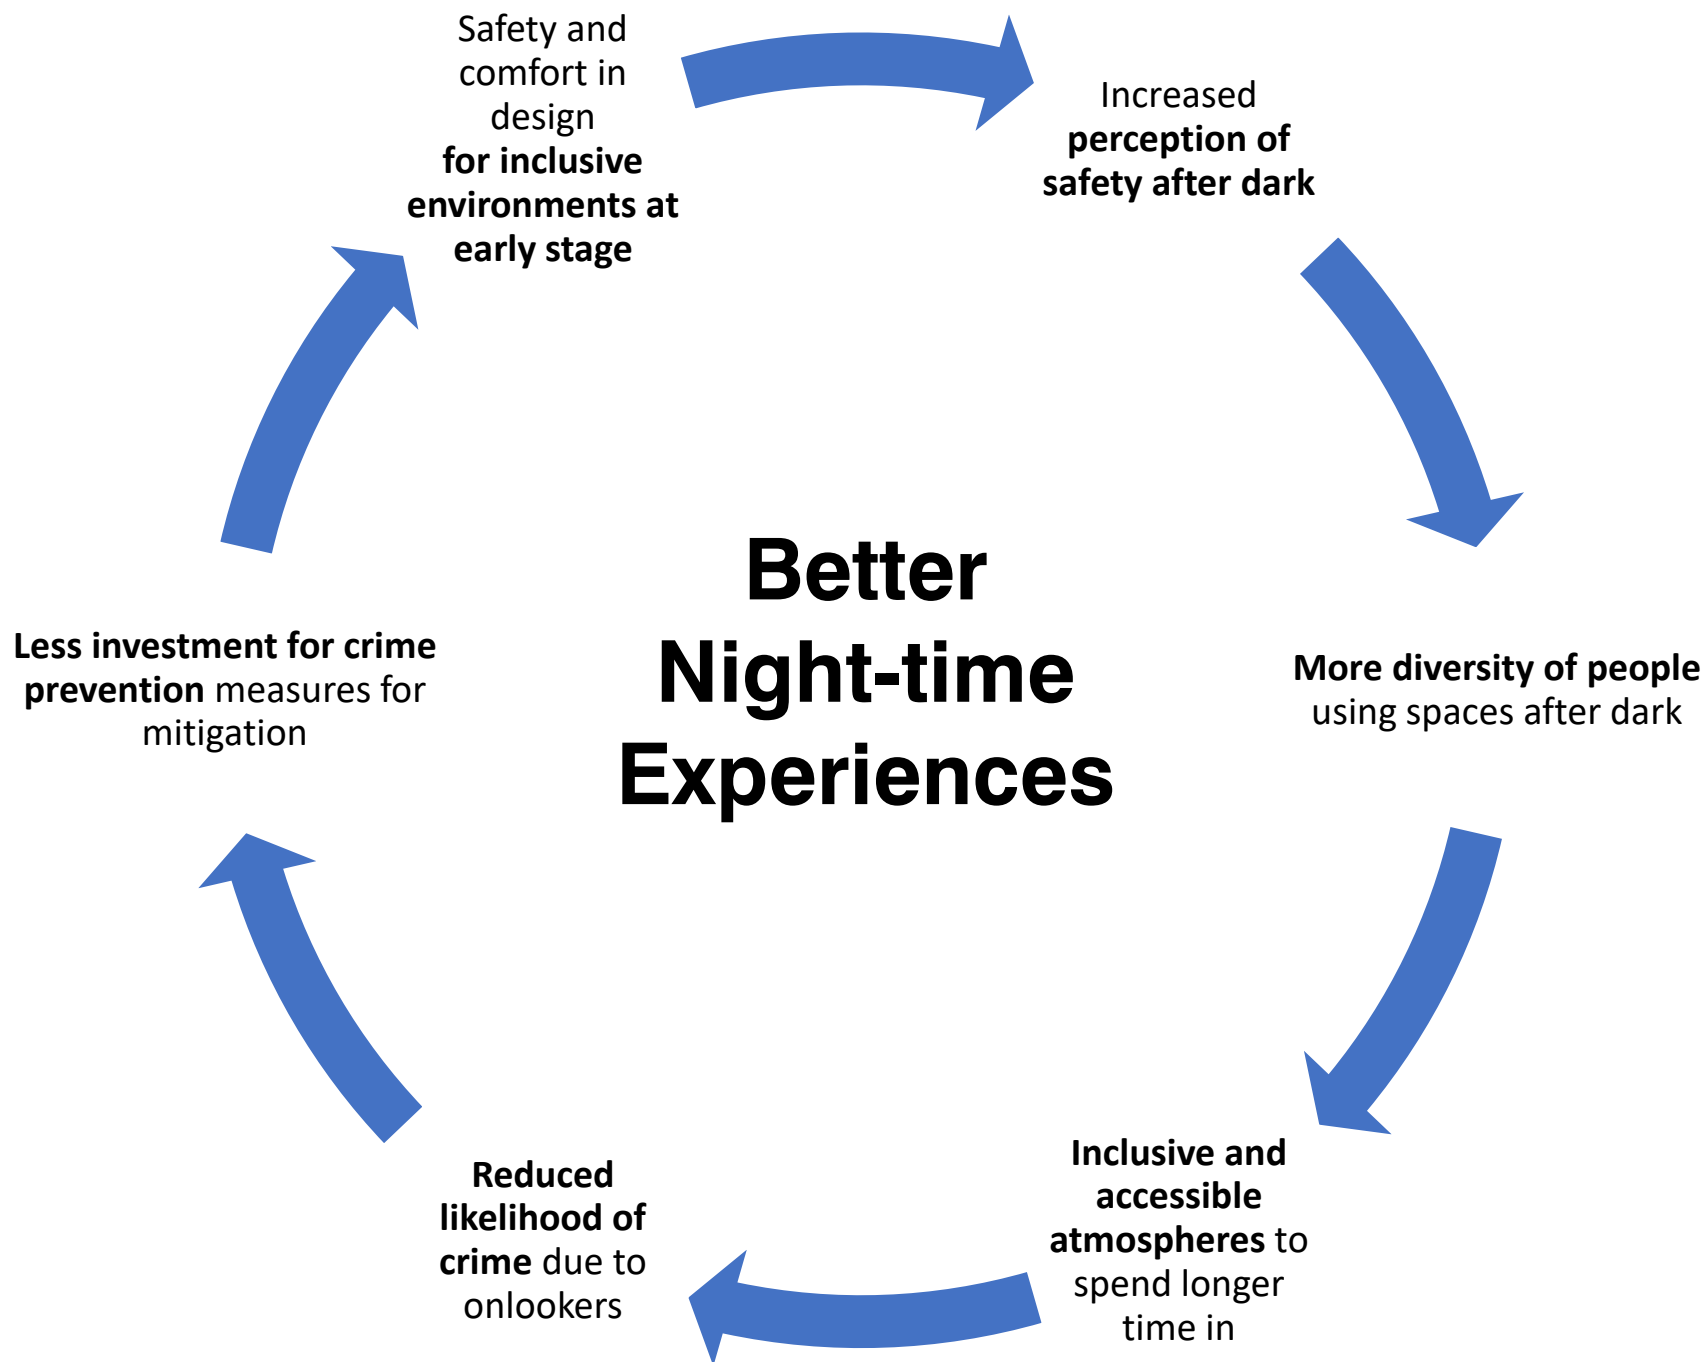 Safety and
comfort in
design
for inclusive
environments at
early stage
Increased
perception of
safety after dark
More diversity of people
using spaces after dark
Inclusive and
accessible
atmospheres to
spend longer
time in
Reduced
likelihood of
crime due to
onlookers
Less investment for crime
prevention measures for
mitigation
Better
Night-time
Experiences